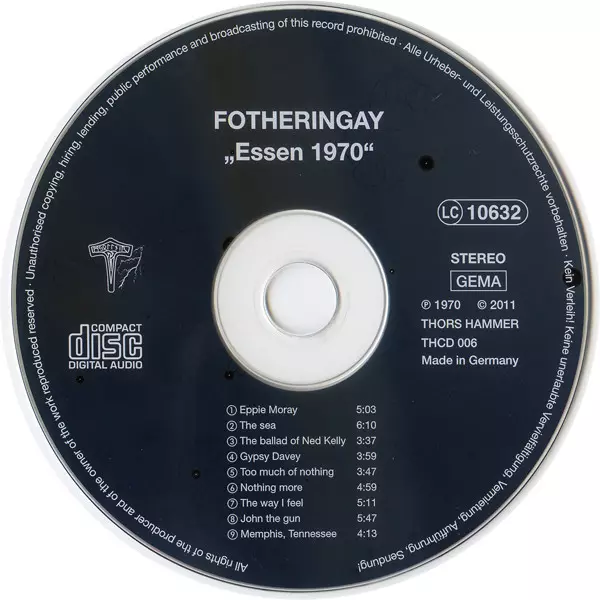 All rights of the producer and of the owner of the work reproduced reserved · Unauthorised copying, hiring, lending, public performance and broadcasting of this record prohibited · Alle Urheber- und Leistungsschutzrechte vorbehalten · Kein Verleih! Keine unerlaubte Vervielfältigung, Vermietung, Aufführung, Sendung!
FOTHERINGAY
„Essen 1970“
LC 10632
STEREO
GEMA
℗ 1970 © 2011
THORS HAMMER
THCD 006
Made in Germany
COMPACT
disc
DIGITAL AUDIO
① Eppie Moray 5:03
② The sea 6:10
③ The ballad of Ned Kelly 3:37
④ Gypsy Davey 4:59
⑤ Too much of nothing 3:47
⑥ Nothing more 4:59
⑦ The way I feel 5:11
⑧ John the gun 5:47
⑨ Memphis, Tennessee 4:13